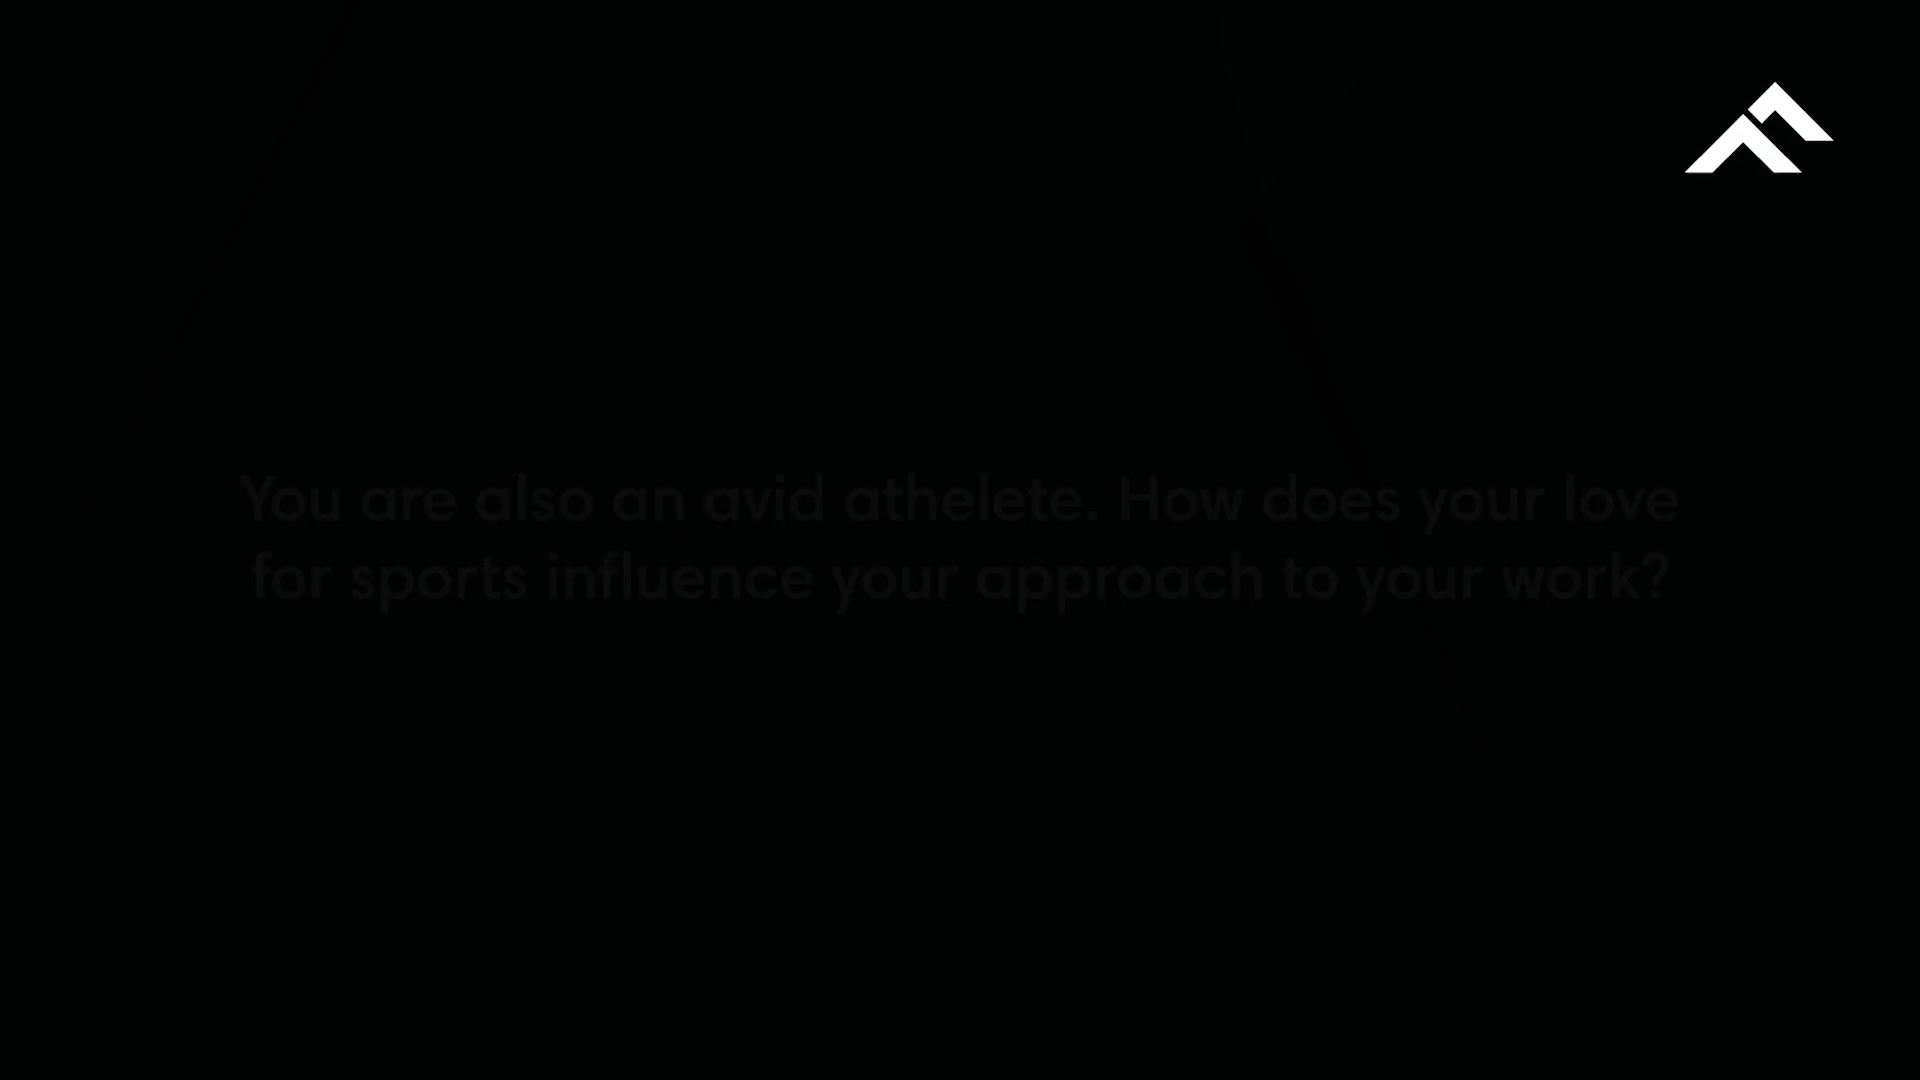 You are also an avid athelete. How does your love
for sports influence your approach to your work?